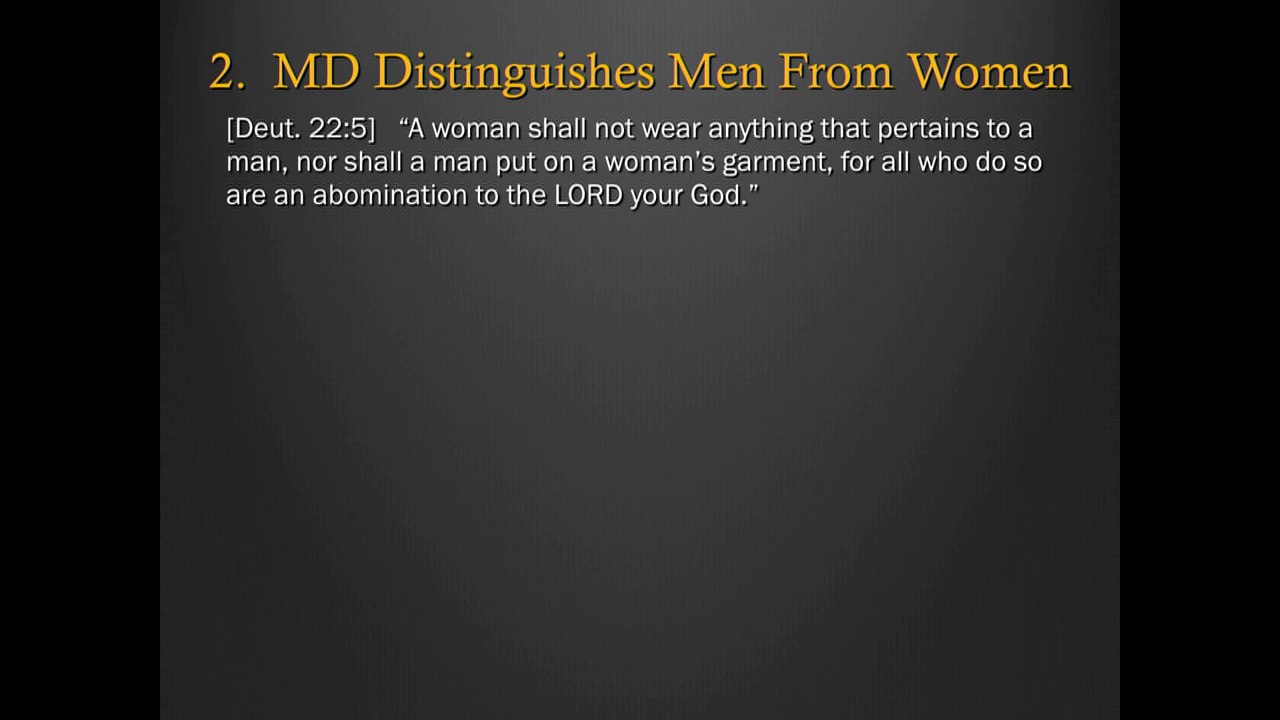 2. MD Distinguishes Men From Women
[Deut. 22:5] “A woman shall not wear anything that pertains to a
man, nor shall a man put on a woman’s garment, for all who do so
are an abomination to the LORD your God.”